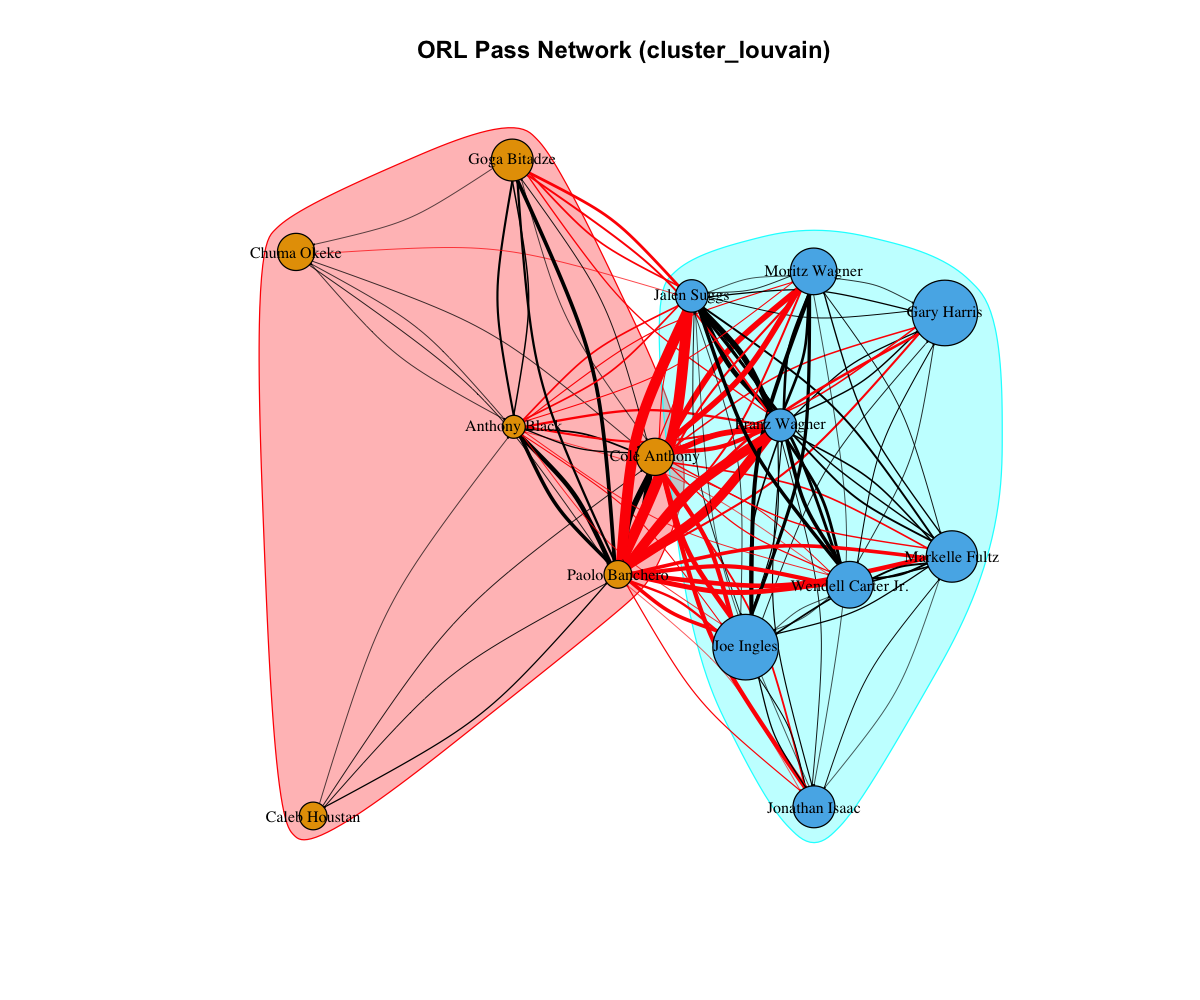 ORL Pass Network (cluster_louvain)
Goga Bitadze
Chuma Okeke
Moritz Wagner
Jalen Suggs
Gary Harris
Anthony Black
Franz Wagner
Cole Anthony
Markelle Fultz
Paolo Banchero
Wendell Carter Jr.
Joe Ingles
Jonathan Isaac
Caleb Houstan